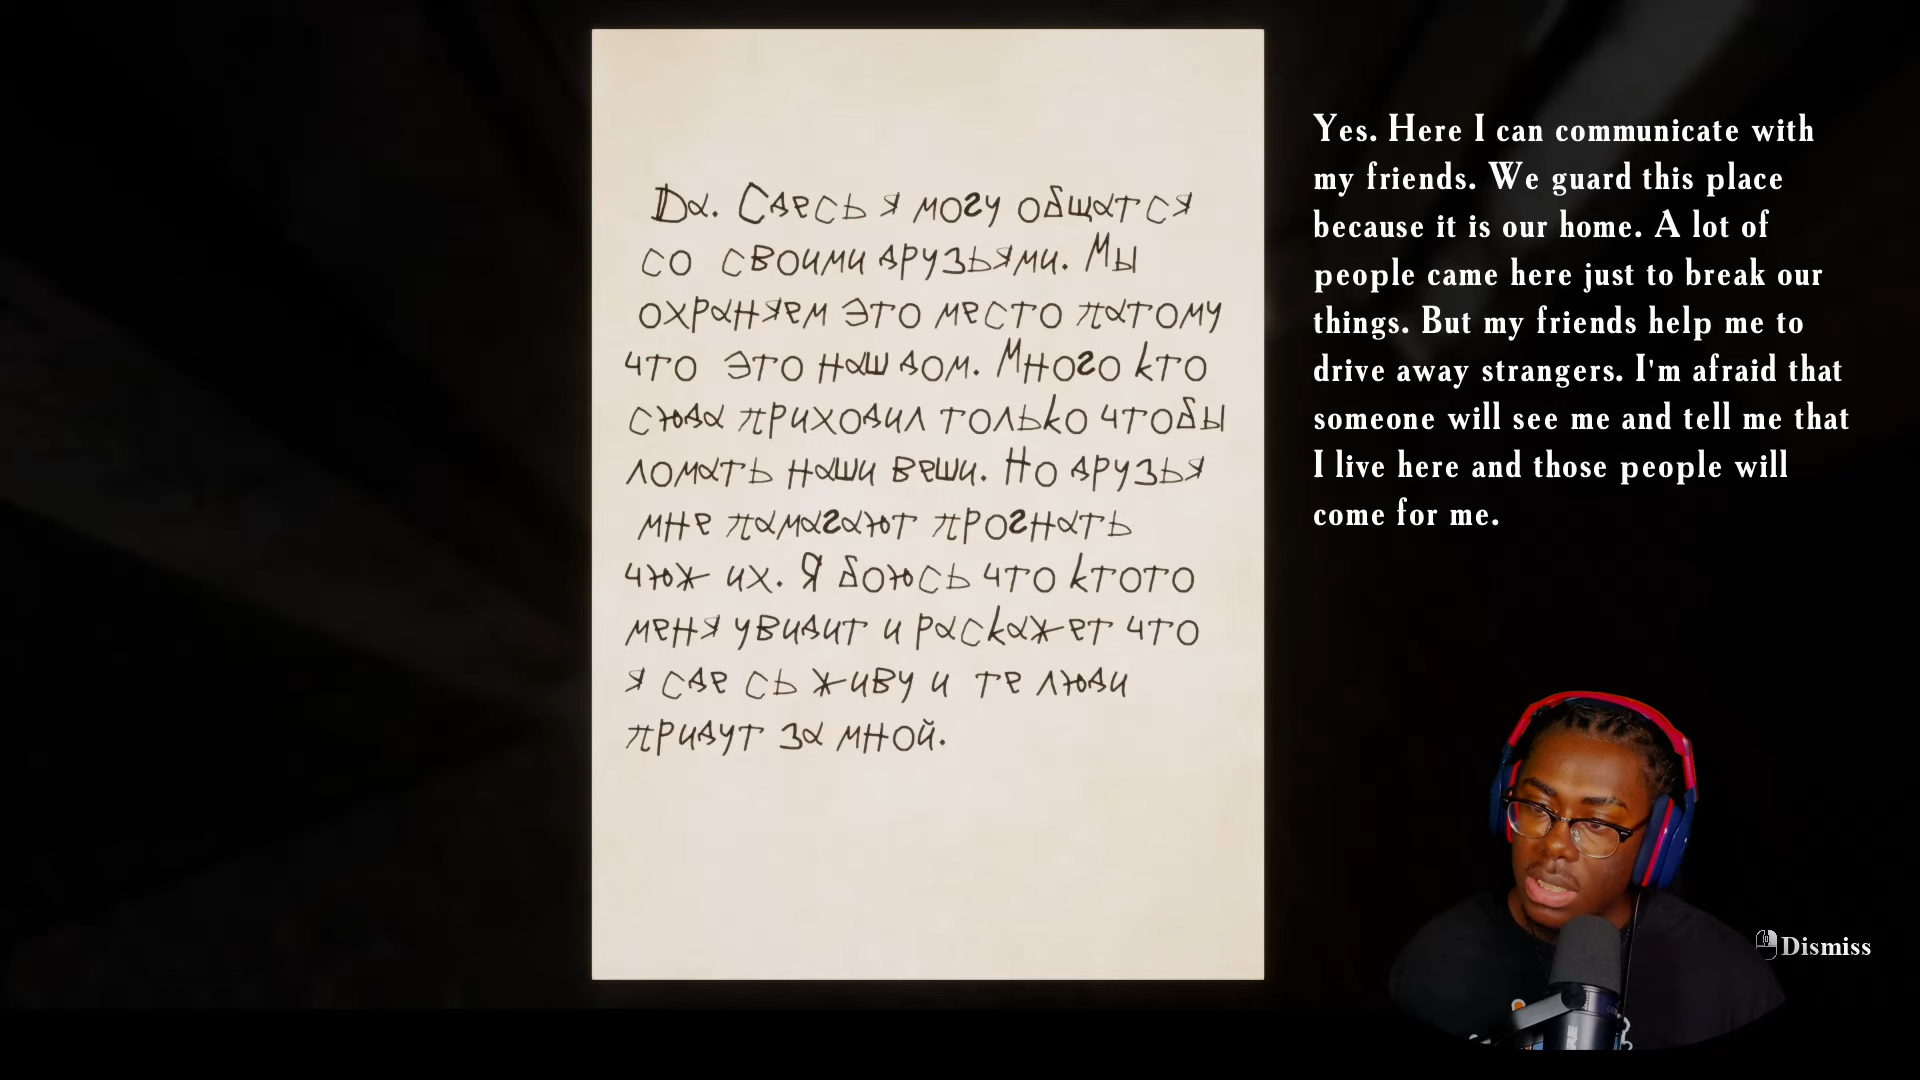 Да. Сдесь я могу общатся
со своими друзьями. Мы
охраняем это место патому
что это наш дом. Много кто
сюда приходил только чтобы
ломать наши веши. Но друзья
мне памагают прогнать
чюж их. Я боюсь что ктото
меня увидит и раскажет что
я сде сь живу и те люди
придут за мной.
Yes. Here I can communicate with
my friends. We guard this place
because it is our home. A lot of
people came here just to break our
things. But my friends help me to
drive away strangers. I'm afraid that
someone will see me and tell me that
I live here and those people will
come for me.
Dismiss